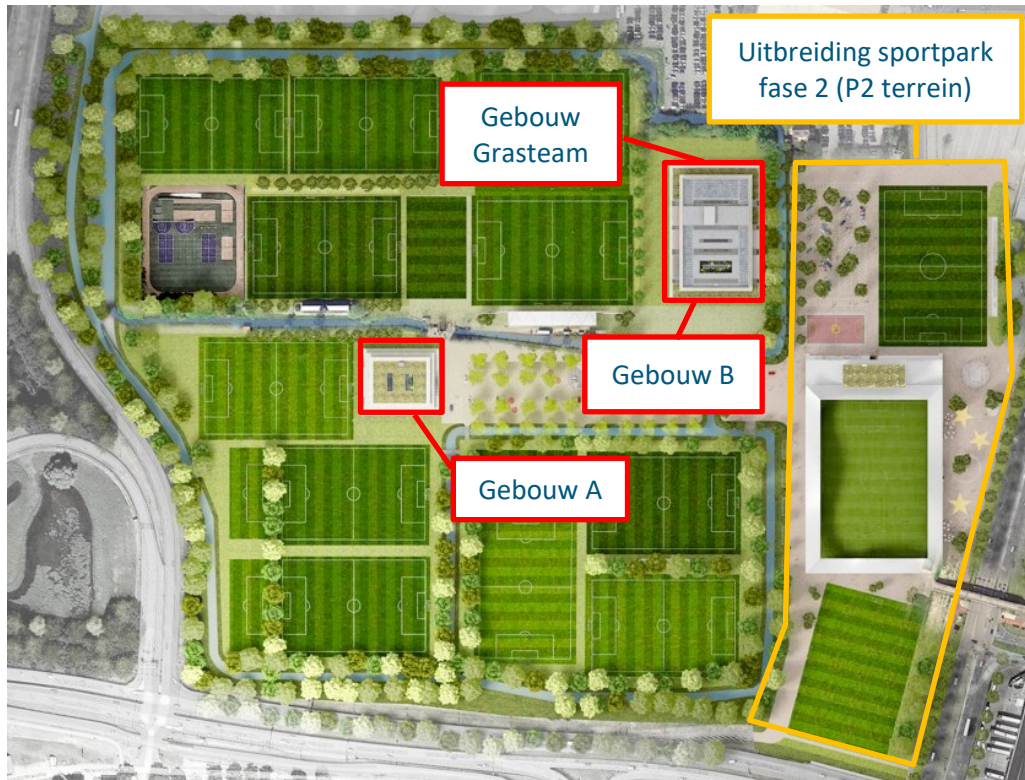 Uitbreiding sportpark
fase 2 (P2 terrein)
Gebouw
Grasteam
Gebouw B
Gebouw A